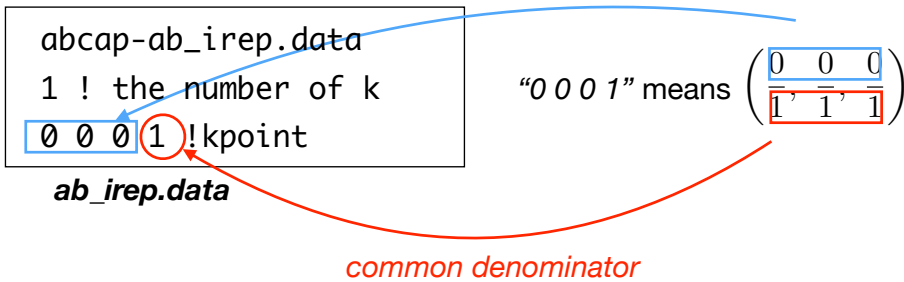 abcap-ab_irep.data
1 ! the number of k
0 0 0 1 !kpoint
ab_irep.data
“0 0 0 1” means (0/1, 0/1, 0/1)
common denominator